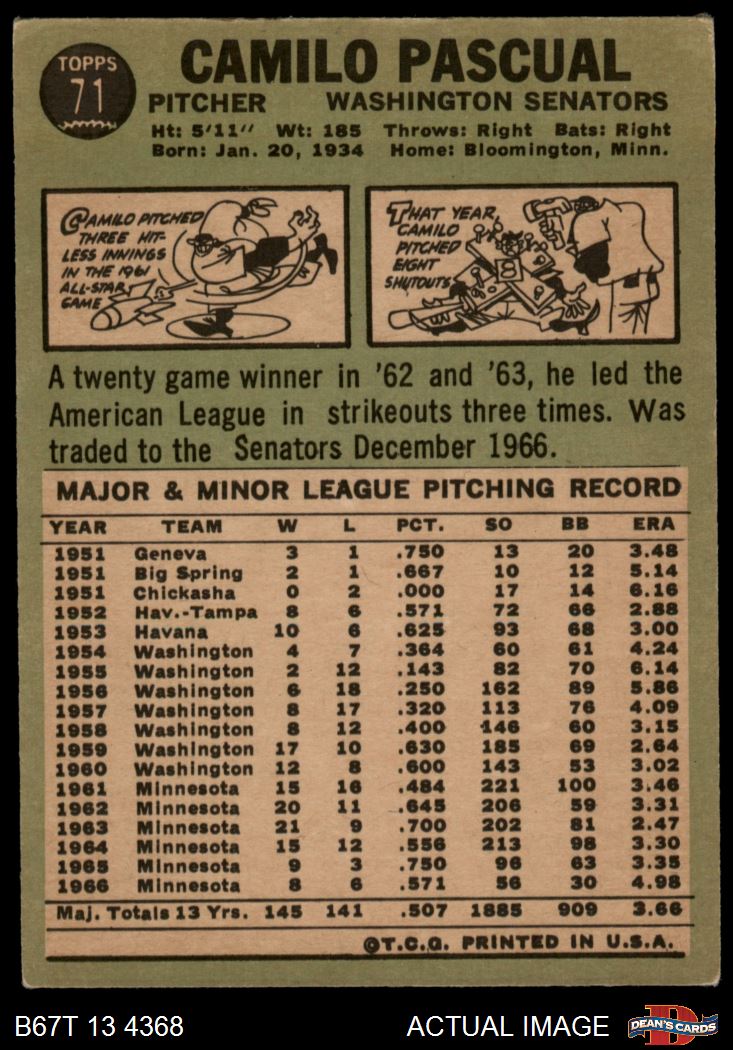 TOPPS
71
CAMILO PASCUAL
PITCHER WASHINGTON SENATORS
Ht: 5'11" Wt: 185 Throws: Right Bats: Right
Born: Jan. 20, 1934 Home: Bloomington, Minn.
CAMILO PITCHED
THREE HIT-
LESS INNINGS
IN THE 1961
ALL-STAR
GAME
THAT YEAR,
CAMILO
PITCHED
EIGHT
SHUTOUTS
8
A twenty game winner in '62 and '63, he led the
American League in strikeouts three times. Was
traded to the Senators December 1966.
MAJOR & MINOR LEAGUE PITCHING RECORD
YEAR TEAM W L PCT. SO BB ERA
1951 Geneva 3 1 .750 13 20 3.48
1951 Big Spring 2 1 .667 10 12 5.14
1951 Chickasha 0 2 .000 17 14 6.16
1952 Hav.-Tampa 8 6 .571 72 66 2.88
1953 Havana 10 6 .625 93 68 3.00
1954 Washington 4 7 .364 60 61 4.24
1955 Washington 2 12 .143 82 70 6.14
1956 Washington 6 18 .250 162 89 5.86
1957 Washington 8 17 .320 113 76 4.09
1958 Washington 8 12 .400 146 60 3.15
1959 Washington 17 10 .630 185 69 2.64
1960 Washington 12 8 .600 143 53 3.02
1961 Minnesota 15 16 .484 221 100 3.46
1962 Minnesota 20 11 .645 206 59 3.31
1963 Minnesota 21 9 .700 202 81 2.47
1964 Minnesota 15 12 .556 213 98 3.30
1965 Minnesota 9 3 .750 96 63 3.35
1966 Minnesota 8 6 .571 56 30 4.98
Maj. Totals 13 Yrs. 145 141 .507 1885 909 3.66
©T.C.G. PRINTED IN U.S.A.
B67T 13 4368 ACTUAL IMAGE
D
DEAN'S CARDS